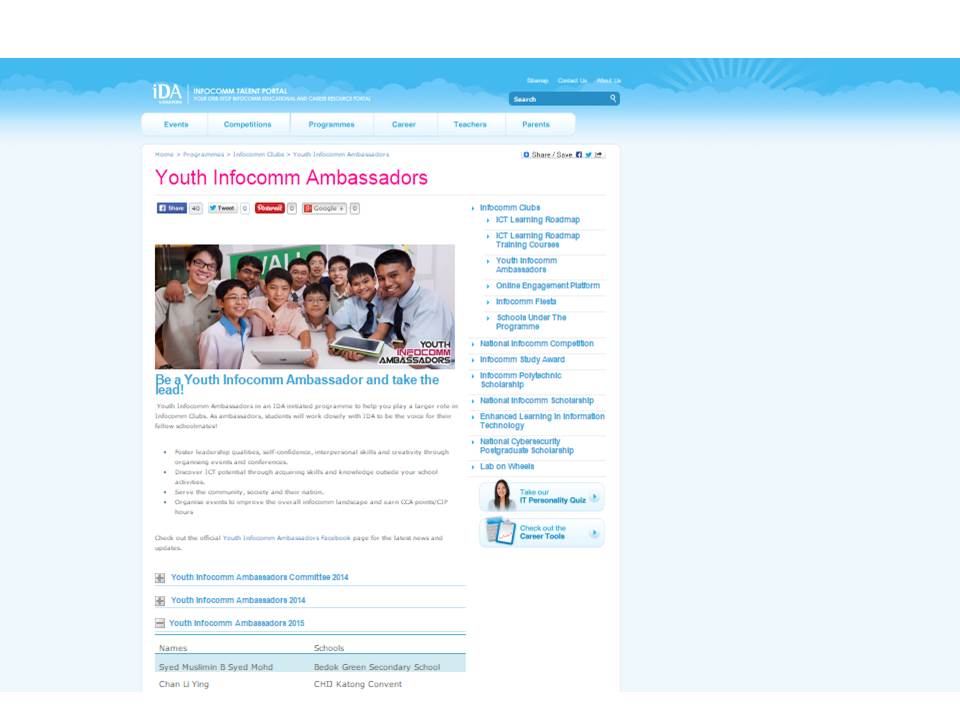 Sitemap Contact Us About Us
iDA
SINGAPORE
INFOCOMM TALENT PORTAL
YOUR ONE STOP INFOCOMM EDUCATIONAL AND CAREER RESOURCE PORTAL
Search
Events Competitions Programmes Career Teachers Parents
Home > Programmes > Infocomm Clubs > Youth Infocomm Ambassadors
Share / Save
Youth Infocomm Ambassadors
Share 40 Tweet 0 Pinterest 0 Google + 0
YOUTH
INFOCOMM
AMBASSADORS
Be a Youth Infocomm Ambassador and take the
lead!
Youth Infocomm Ambassadors in an IDA-initiated programme to help you play a larger role in
Infocomm Clubs. As ambassadors, students will work closely with IDA to be the voice for their
fellow schoolmates!
Foster leadership qualities, self-confidence, interpersonal skills and creativity through
organising events and conferences.
Discover ICT potential through acquiring skills and knowledge outside your school
activities.
Serve the community, society and their nation.
Organise events to improve the overall infocomm landscape and earn CCA points/CIP
hours
Check out the official Youth Infocomm Ambassadors Facebook page for the latest news and
updates.
Youth Infocomm Ambassadors Committee 2014
Youth Infocomm Ambassadors 2014
Youth Infocomm Ambassadors 2015
Names Schools
Syed Muslimin B Syed Mohd Bedok Green Secondary School
Chan Li Ying CHIJ Katong Convent
Infocomm Clubs
ICT Learning Roadmap
ICT Learning Roadmap
Training Courses
Youth Infocomm
Ambassadors
Online Engagement Platform
Infocomm Fiesta
Schools Under The
Programme
National Infocomm Competition
Infocomm Study Award
Infocomm Polytechnic
Scholarship
National Infocomm Scholarship
Enhanced Learning in Information
Technology
National Cybersecurity
Postgraduate Scholarship
Lab on Wheels
Take our
IT Personality Quiz
Check out the
Career Tools